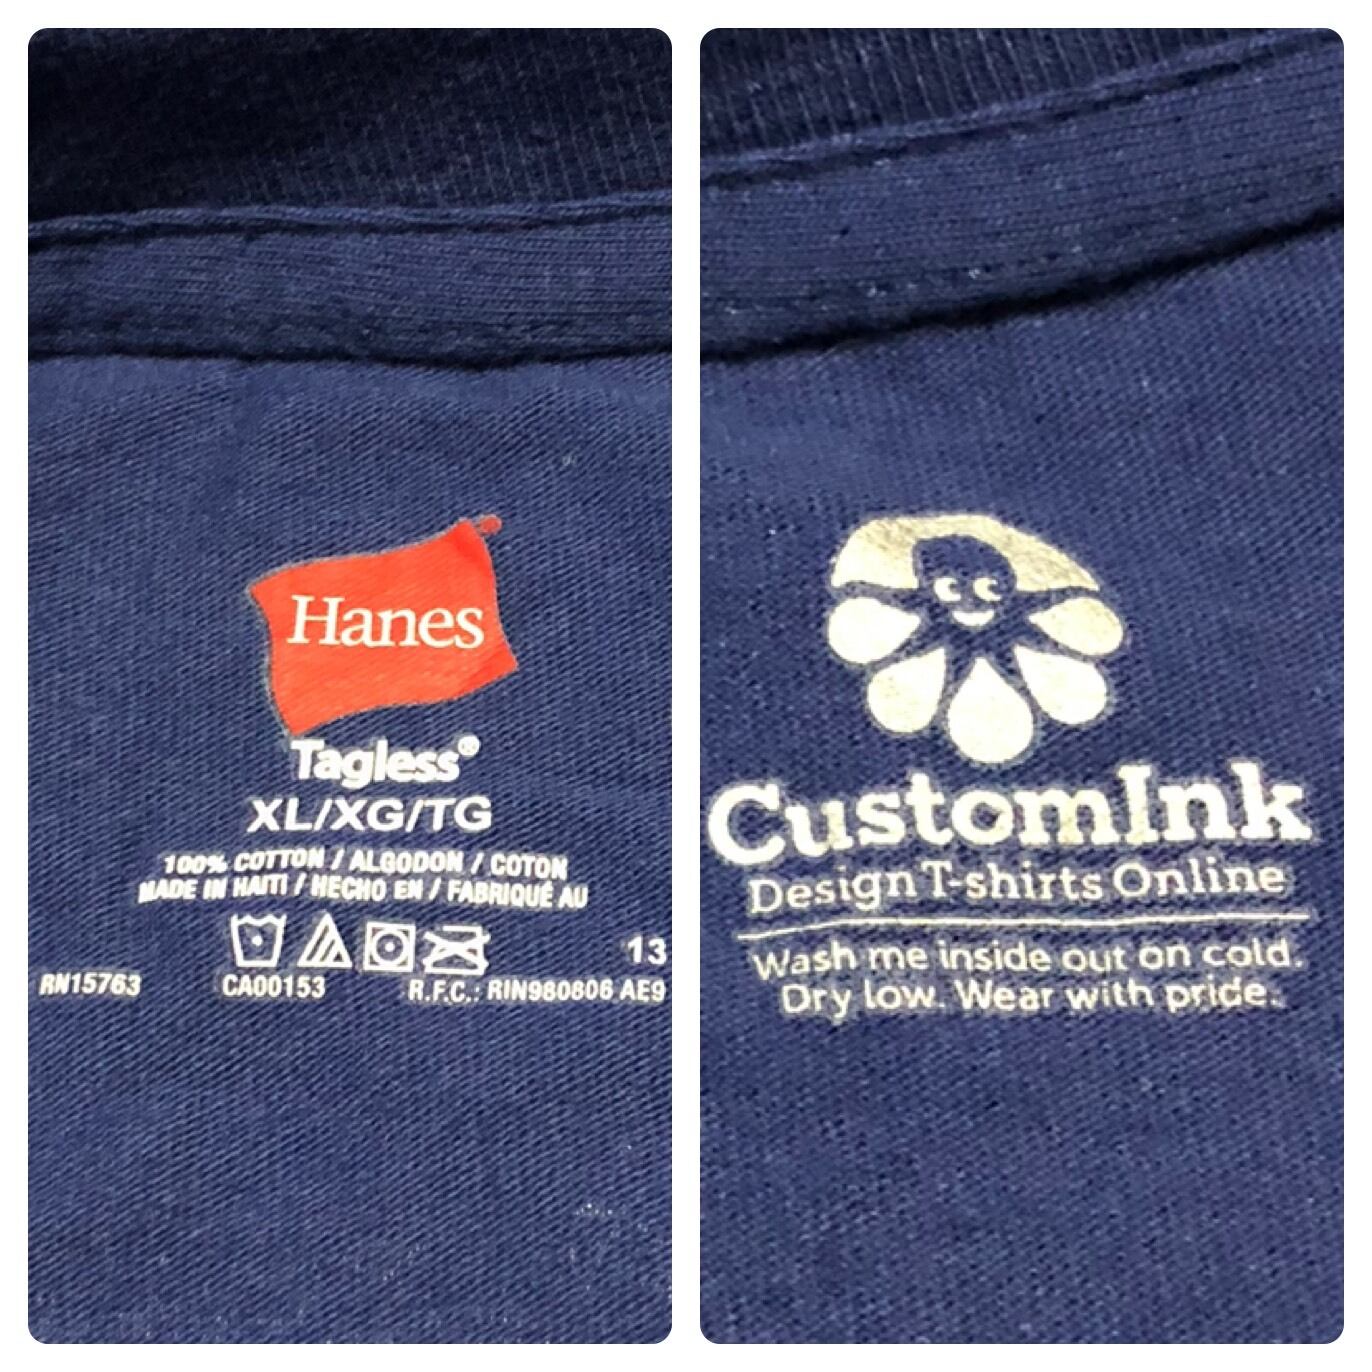 Hanes
Tagless®
XL/XG/TG
100% COTTON / ALGODON / COTON
MADE IN HAITI / HECHO EN / FABRIQUÉ AU
13
RN15763 CA00153 R.F.C.: RIN980806 AE9
CustomInk
Design T-shirts Online
Wash me inside out on cold.
Dry low. Wear with pride.